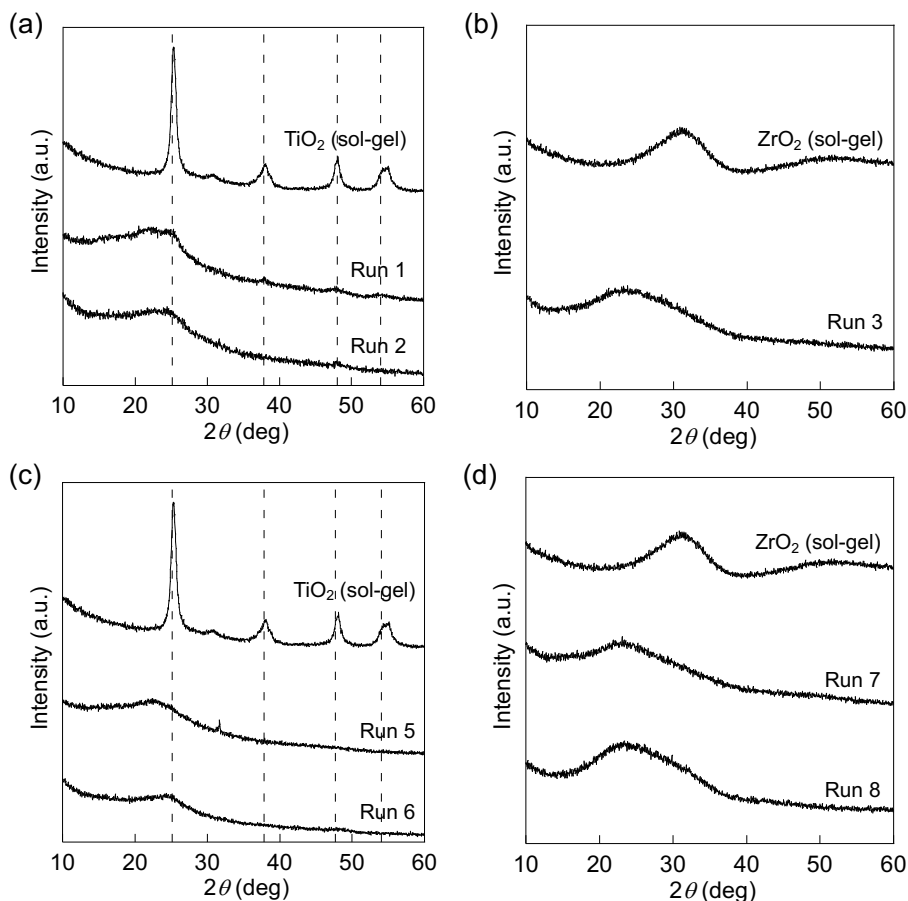 (a)
Intensity (a.u.)
TiO₂ (sol-gel)
Run 1
Run 2
10 20 30 40 50 60
2θ (deg)
(b)
Intensity (a.u.)
ZrO₂ (sol-gel)
Run 3
10 20 30 40 50 60
2θ (deg)
(c)
Intensity (a.u.)
TiO₂ (sol-gel)
Run 5
Run 6
10 20 30 40 50 60
2θ (deg)
(d)
Intensity (a.u.)
ZrO₂ (sol-gel)
Run 7
Run 8
10 20 30 40 50 60
2θ (deg)